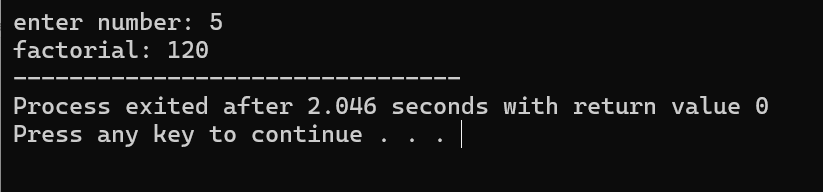 enter number: 5
factorial: 120
--------------------------------
Process exited after 2.046 seconds with return value 0
Press any key to continue . . .